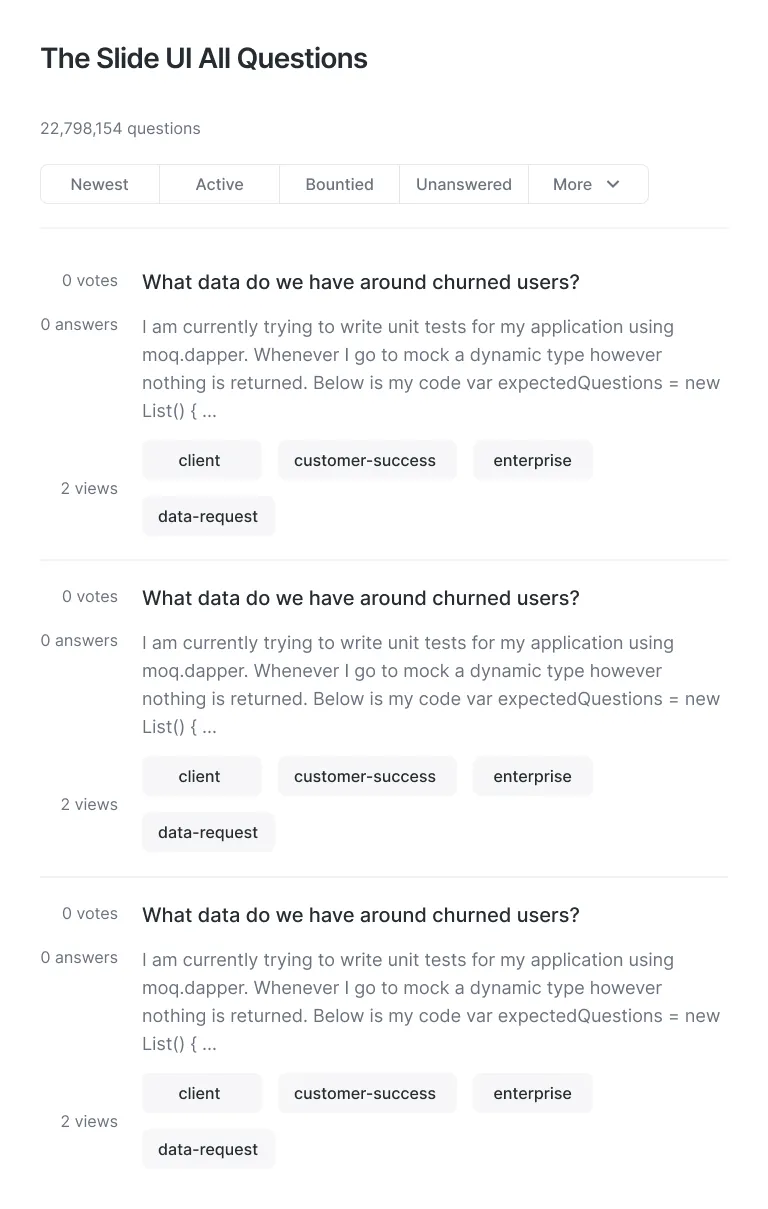 The Slide UI All Questions
22,798,154 questions
Newest Active Bountied Unanswered More
0 votes What data do we have around churned users?
0 answers I am currently trying to write unit tests for my application using
moq.dapper. Whenever I go to mock a dynamic type however
nothing is returned. Below is my code var expectedQuestions = new
List() { ...
client customer-success enterprise
2 views
data-request
0 votes What data do we have around churned users?
0 answers I am currently trying to write unit tests for my application using
moq.dapper. Whenever I go to mock a dynamic type however
nothing is returned. Below is my code var expectedQuestions = new
List() { ...
client customer-success enterprise
2 views
data-request
0 votes What data do we have around churned users?
0 answers I am currently trying to write unit tests for my application using
moq.dapper. Whenever I go to mock a dynamic type however
nothing is returned. Below is my code var expectedQuestions = new
List() { ...
client customer-success enterprise
2 views
data-request